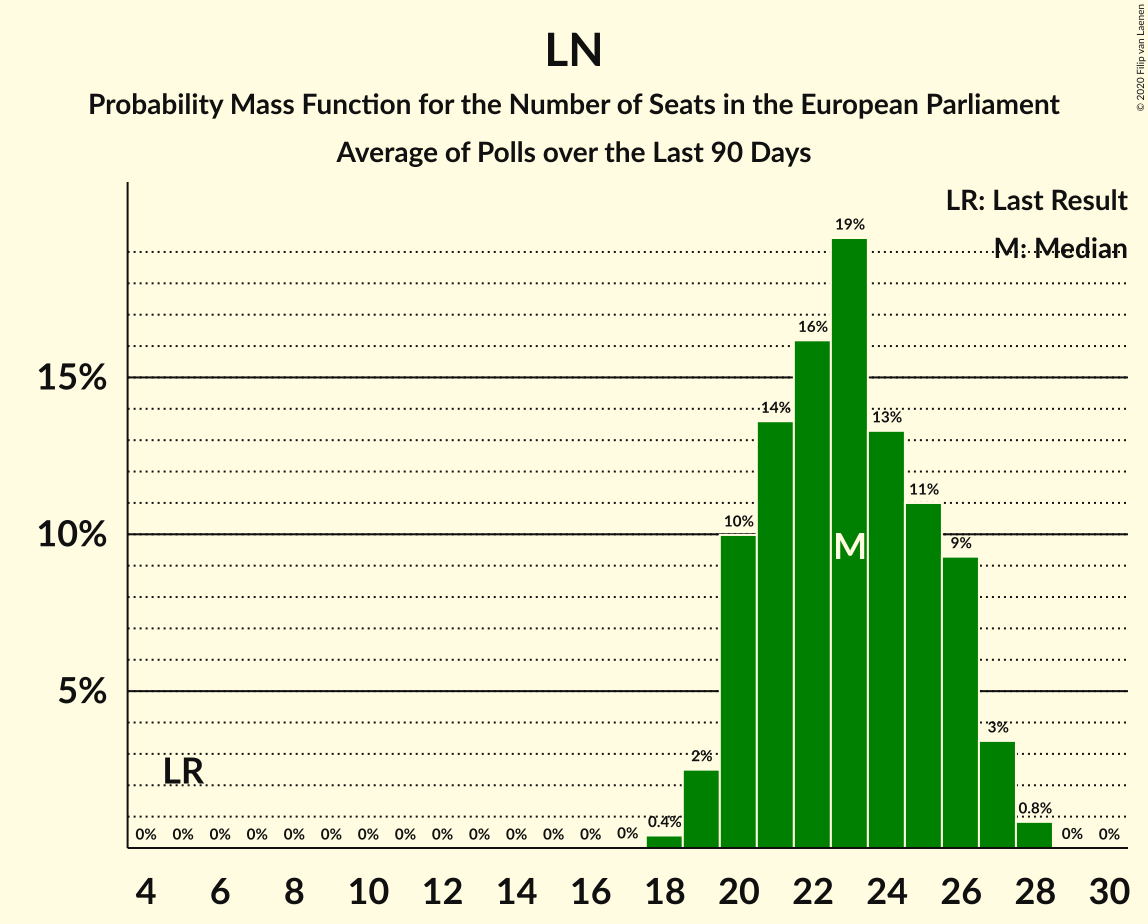 LN
Probability Mass Function for the Number of Seats in the European Parliament
Average of Polls over the Last 90 Days
© 2020 Filip van Laenen
LR: Last Result
M: Median
15%
10%
5%
LR
M
0% 0% 0% 0% 0% 0% 0% 0% 0% 0% 0% 0% 0% 0% 0.4% 2% 10% 14% 16% 19% 13% 11% 9% 3% 0.8% 0% 0%
4 6 8 10 12 14 16 18 20 22 24 26 28 30